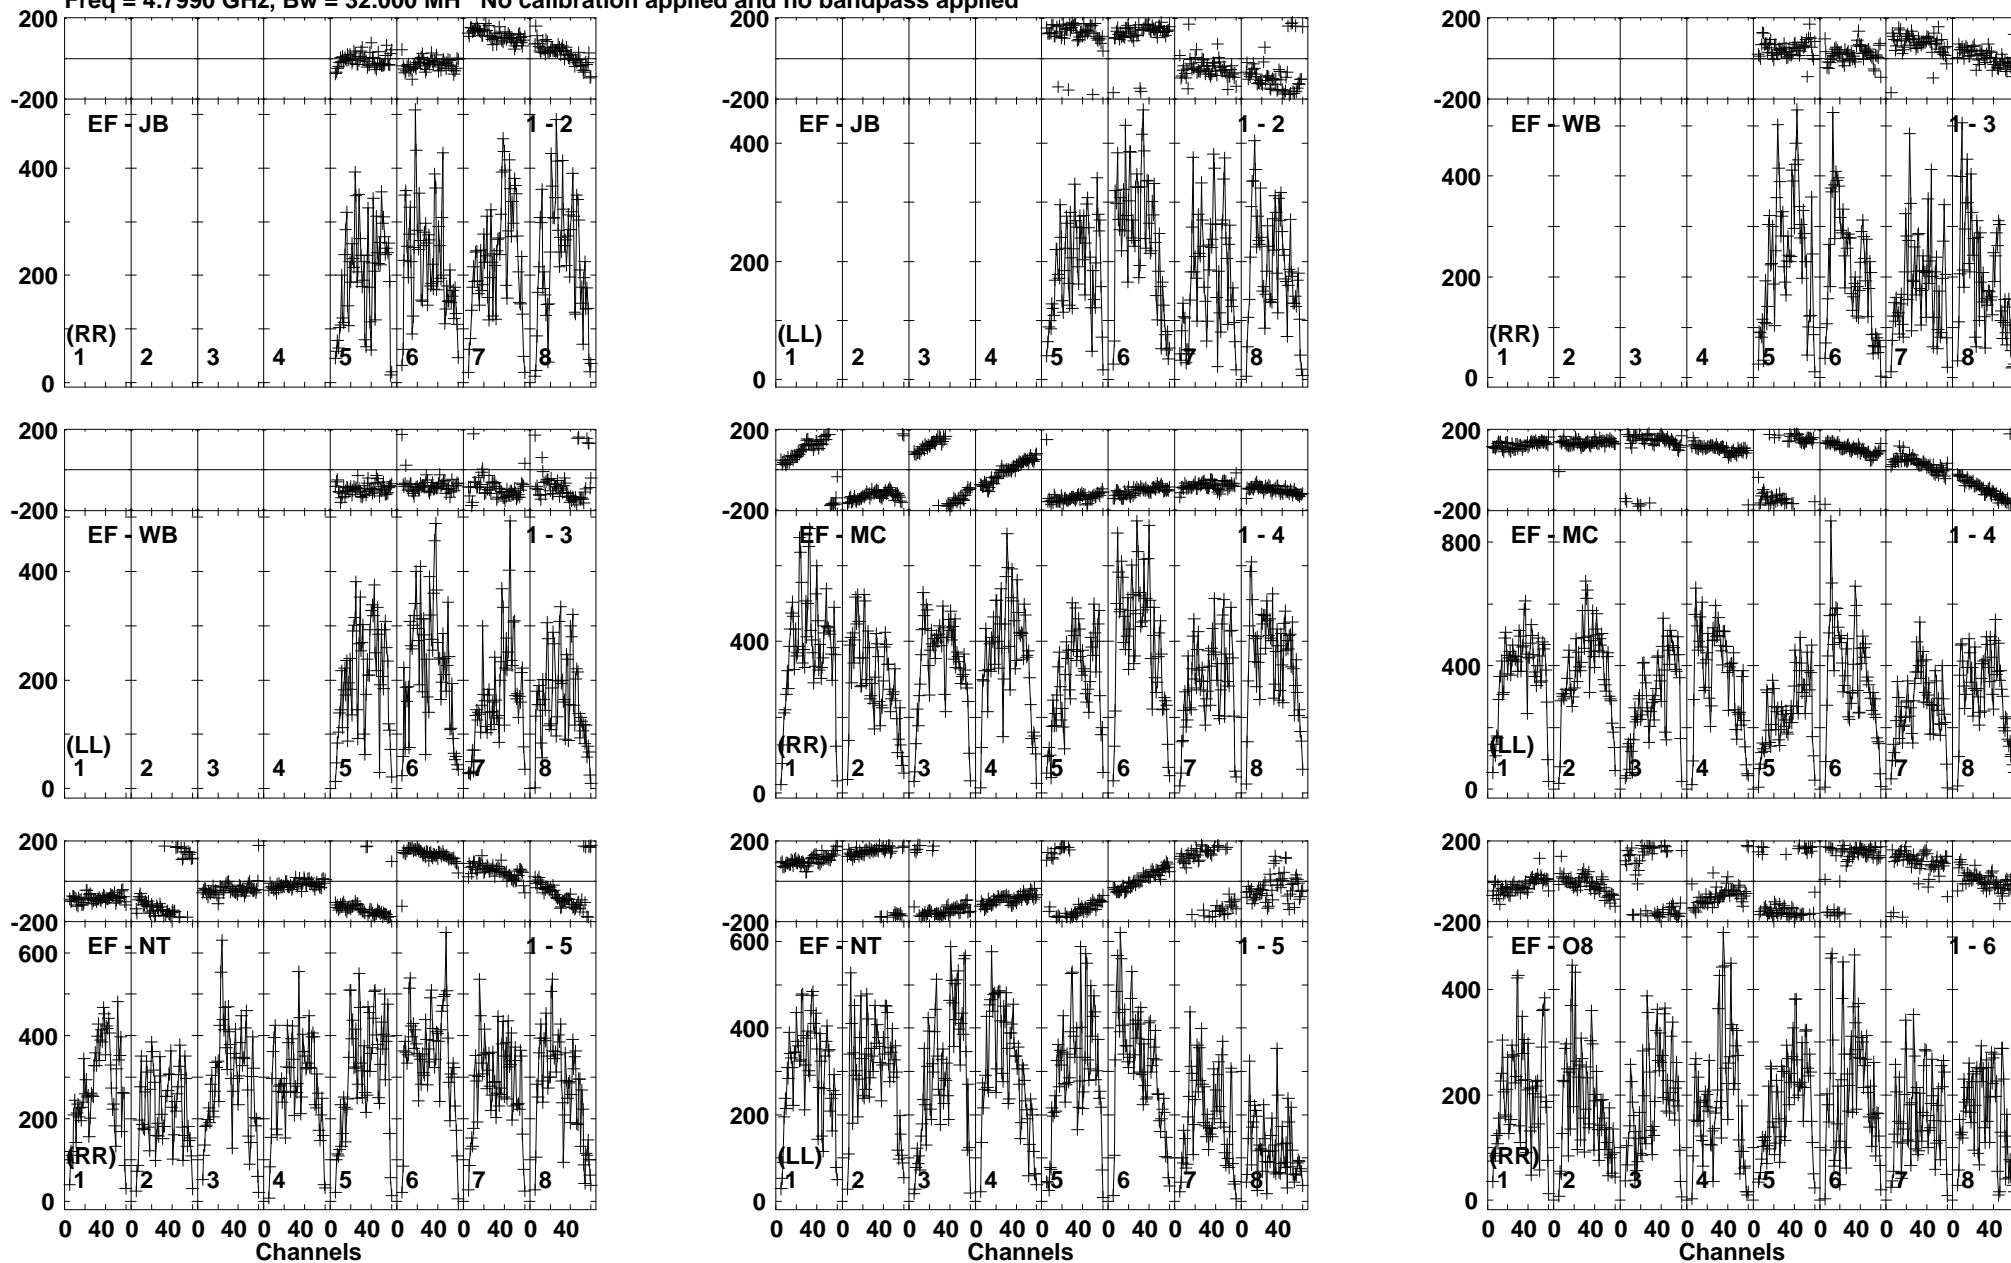 Freq = 4.7990 GHz, Bw = 32.000 MH No calibration applied and no bandpass applied
200 200 200
-200 -200 -200
EF - JB 1 - 2 EF - JB 1 - 2 EF - WB 1 - 3
400 400 400
200 200 200
(RR) (LL) (RR)
1 2 3 4 5 6 7 8 1 2 3 4 5 6 7 8 1 2 3 4 5 6 7 8
0 0 0
200 200 200
-200 -200 -200
EF - WB 1 - 3 EF - MC 1 - 4 EF - MC 1 - 4
400 400 800
200 400
(LL) (RR) (LL)
1 2 3 4 5 6 7 8 1 2 3 4 5 6 7 8 1 2 3 4 5 6 7 8
0 0 0
200 200 200
-200 -200 -200
EF - NT 1 - 5 EF - NT 1 - 5 EF - O8 1 - 6
600 600
400 400 400
200 200 200
(RR) (LL) (RR)
1 2 3 4 5 6 7 8 1 2 3 4 5 6 7 8 1 2 3 4 5 6 7 8
0 0 0
0 40 0 40 0 40 0 40 0 40 0 40 0 40 0 40 0 40 0 40 0 40 0 40 0 40 0 40 0 40 0 40 0 40 0 40 0 40 0 40 0 40 0 40 0 40 0 40
Channels Channels Channels